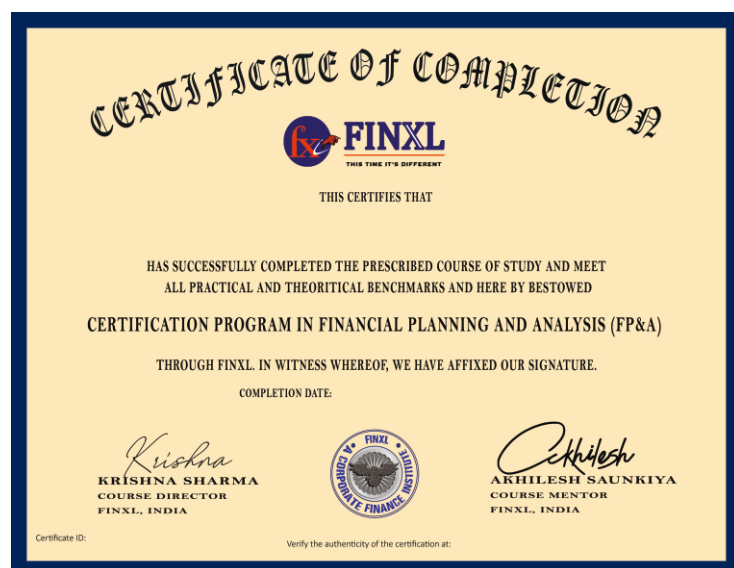 CERTIFICATE OF COMPLETION
fx FINXL
THIS TIME IT'S DIFFERENT
THIS CERTIFIES THAT
HAS SUCCESSFULLY COMPLETED THE PRESCRIBED COURSE OF STUDY AND MEET
ALL PRACTICAL AND THEORITICAL BENCHMARKS AND HERE BY BESTOWED
CERTIFICATION PROGRAM IN FINANCIAL PLANNING AND ANALYSIS (FP&A)
THROUGH FINXL. IN WITNESS WHEREOF, WE HAVE AFFIXED OUR SIGNATURE.
COMPLETION DATE:
Krishna
KRISHNA SHARMA
COURSE DIRECTOR
FINXL, INDIA
FINXL
A CORPORATE FINANCE INSTITUTE
Akhilesh
AKHILESH SAUNKIYA
COURSE MENTOR
FINXL, INDIA
Certificate ID:
Verify the authenticity of the certification at: